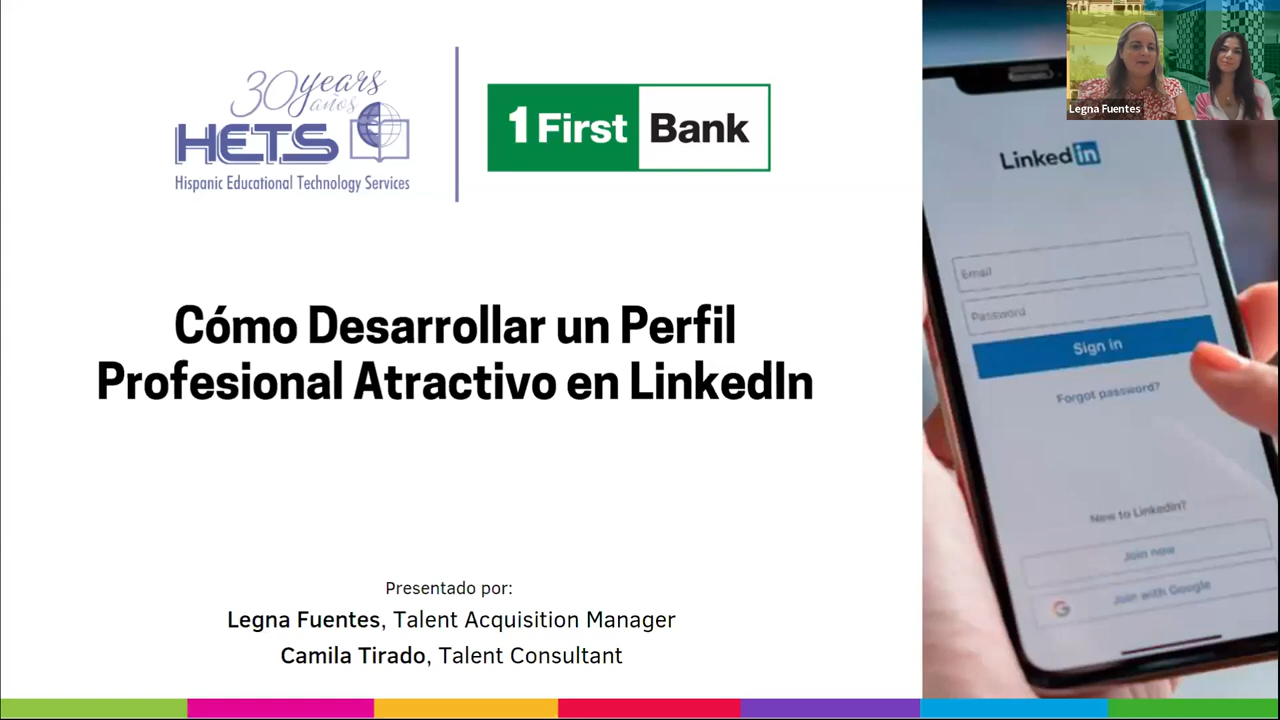 30 years
años
HETS
Hispanic Educational Technology Services
1 First Bank
Cómo Desarrollar un Perfil
Profesional Atractivo en LinkedIn
Presentado por:
Legna Fuentes, Talent Acquisition Manager
Camila Tirado, Talent Consultant
Legna Fuentes
LinkedIn
Email
Password
Sign in
Forgot password?
New to LinkedIn?
Join now
G
Join with Google